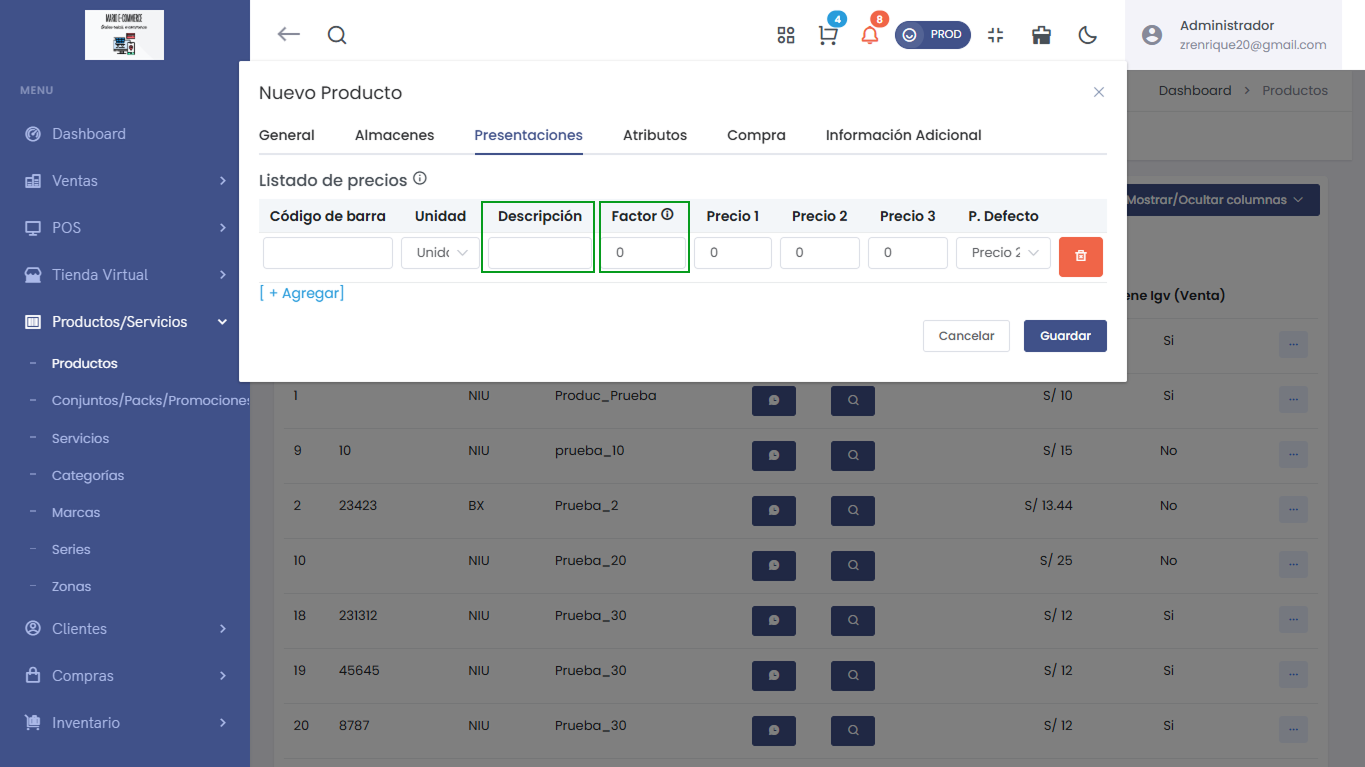 MARIO E-COMMERCE
4
8
PROD
Administrador
zrenrique20@gmail.com
MENU
Dashboard
Ventas
POS
Tienda Virtual
Productos/Servicios
Productos
Conjuntos/Packs/Promociones
Servicios
Categorías
Marcas
Series
Zonas
Clientes
Compras
Inventario
Dashboard > Productos
Mostrar/Ocultar columnas
Nuevo Producto
General Almacenes Presentaciones Atributos Compra Información Adicional
Listado de precios
Código de barra Unidad Descripción Factor Precio 1 Precio 2 Precio 3 P. Defecto
Unid 0 0 0 0 Precio 2
[ + Agregar]
Cancelar Guardar
ne Igv (Venta)
Si
1 NIU Produc_Prueba S/ 10 Si
9 10 NIU prueba_10 S/ 15 No
2 23423 BX Prueba_2 S/ 13.44 No
10 NIU Prueba_20 S/ 25 No
18 231312 NIU Prueba_30 S/ 12 Si
19 45645 NIU Prueba_30 S/ 12 Si
20 8787 NIU Prueba_30 S/ 12 Si